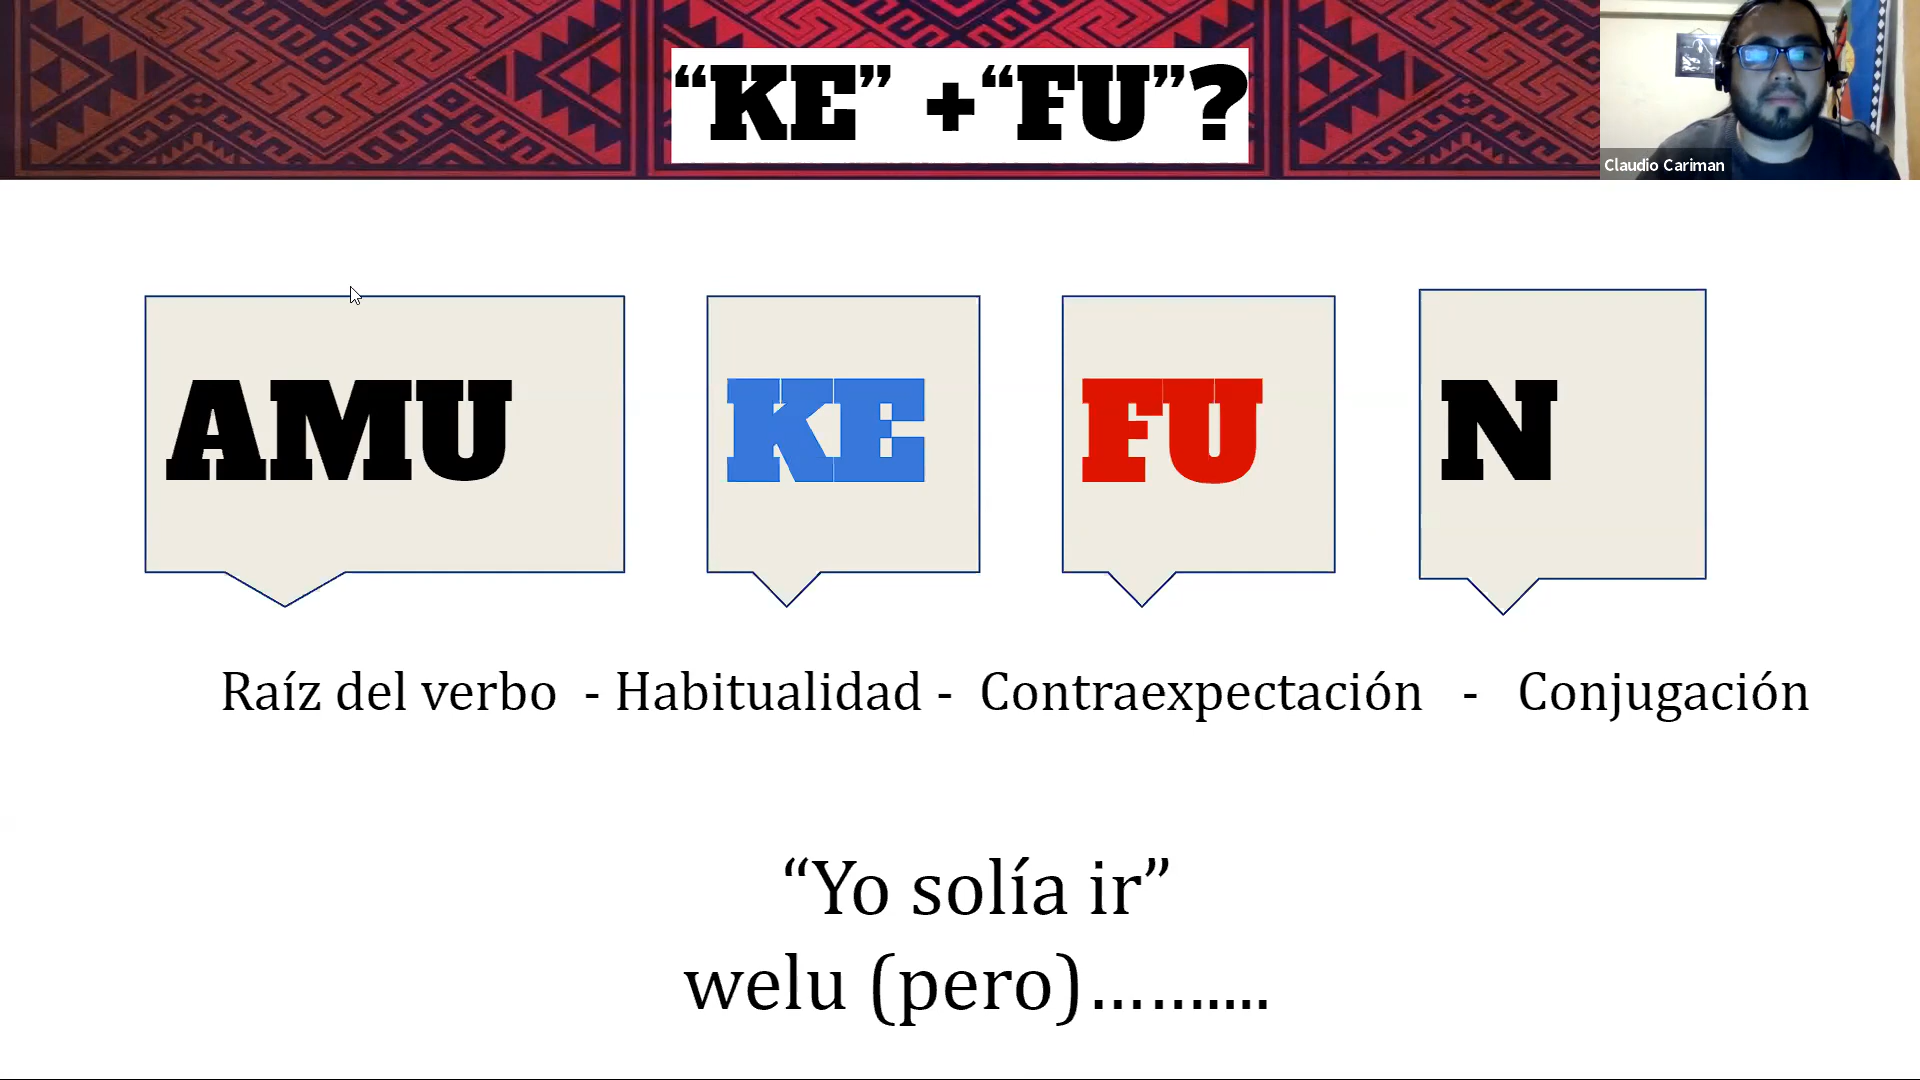 “KE” +“FU”?
Claudio Cariman
AMU KE FU N
Raíz del verbo - Habitualidad - Contraexpectación - Conjugación
“Yo solía ir”
welu (pero)……....